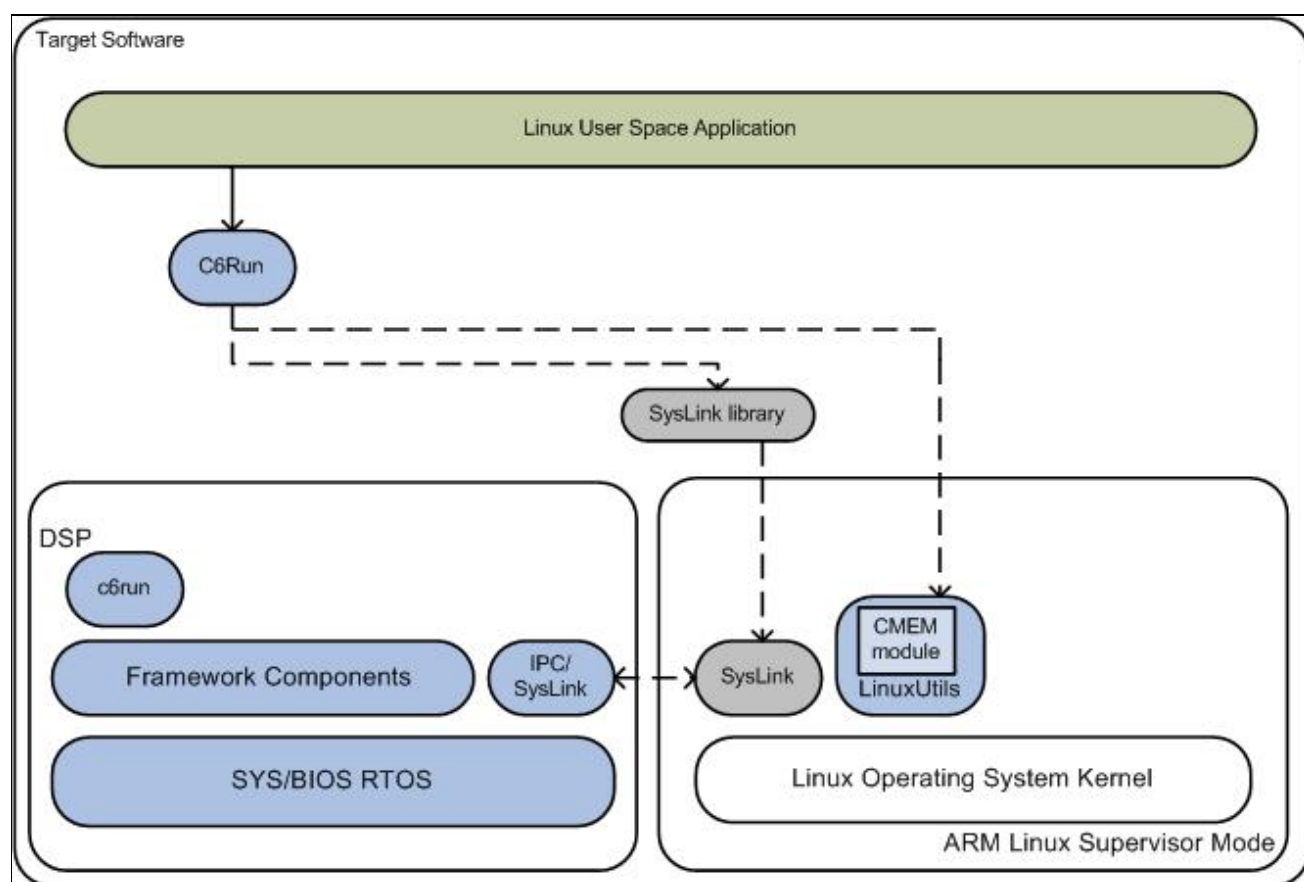 Target Software
Linux User Space Application
C6Run
SysLink library
DSP
c6run
Framework Components
IPC/
SysLink
SYS/BIOS RTOS
SysLink
CMEM
module
LinuxUtils
Linux Operating System Kernel
ARM Linux Supervisor Mode